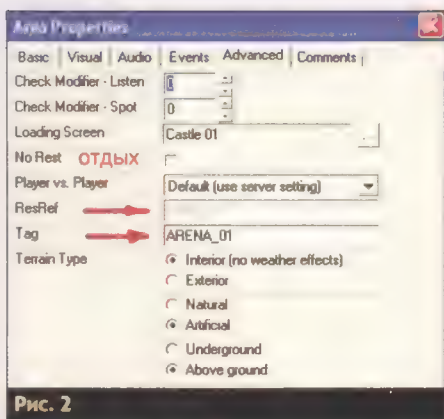 Area Properties
Basic Visual Audio Events Advanced Comments
Check Modifier - Listen 0
Check Modifier - Spot 0
Loading Screen Castle 01 ...
No Rest ОТДЫХ
Player vs. Player Default (use server setting)
ResRef
Tag ARENA_01
Terrain Type Interior (no weather effects)
Exterior
Natural
Artificial
Underground
Above ground
Рис. 2